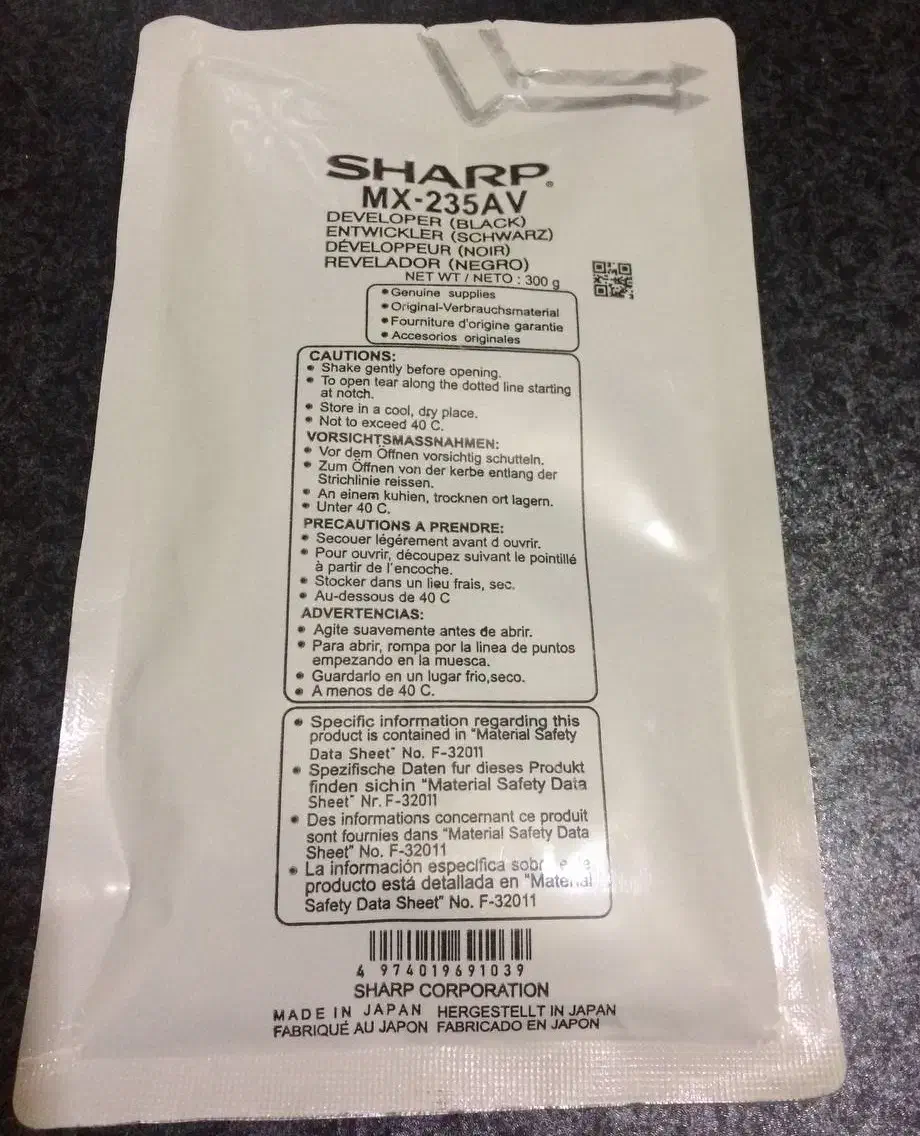 SHARP®
MX-235AV
DEVELOPER (BLACK)
ENTWICKLER (SCHWARZ)
DÉVELOPPEUR (NOIR)
REVELADOR (NEGRO)
NET WT / NETO : 300 g
• Genuine supplies
• Original-Verbrauchsmaterial
• Fourniture d'origine garantie
• Accesorios originales
CAUTIONS:
• Shake gently before opening.
• To open tear along the dotted line starting
at notch.
• Store in a cool, dry place.
• Not to exceed 40 C.
VORSICHTSMASSNAHMEN:
• Vor dem Öffnen vorsichtig schutteln.
• Zum Öffnen von der kerbe entlang der
Strichlinie reissen.
• An einem kuhien, trocknen ort lagern.
• Unter 40 C.
PRECAUTIONS A PRENDRE:
• Secouer légérement avant d ouvrir.
• Pour ouvrir, découpez suivant le pointillé
à partir de l'encoche.
• Stocker dans un lieu frais, sec.
• Au-dessous de 40 C
ADVERTENCIAS:
• Agite suavemente antes de abrir.
• Para abrir, rompa por la linea de puntos
empezando en la muesca.
• Guardarlo en un lugar frio,seco.
• A menos de 40 C.
• Specific information regarding this
product is contained in "Material Safety
Data Sheet" No. F-32011
• Spezifische Daten fur dieses Produkt
finden sichin "Material Safety Data
Sheet" Nr. F-32011
• Des informations concernant ce produit
sont fournies dans "Material Safety Data
Sheet" No. F-32011
• La información especlfica
producto está detallada en "Material
Safety Data Sheet" No. F-32011
4 974019691039
SHARP CORPORATION
MADE IN JAPAN HERGESTELLT IN JAPAN
FABRIQUÉ AU JAPON FABRICADO EN JAPON